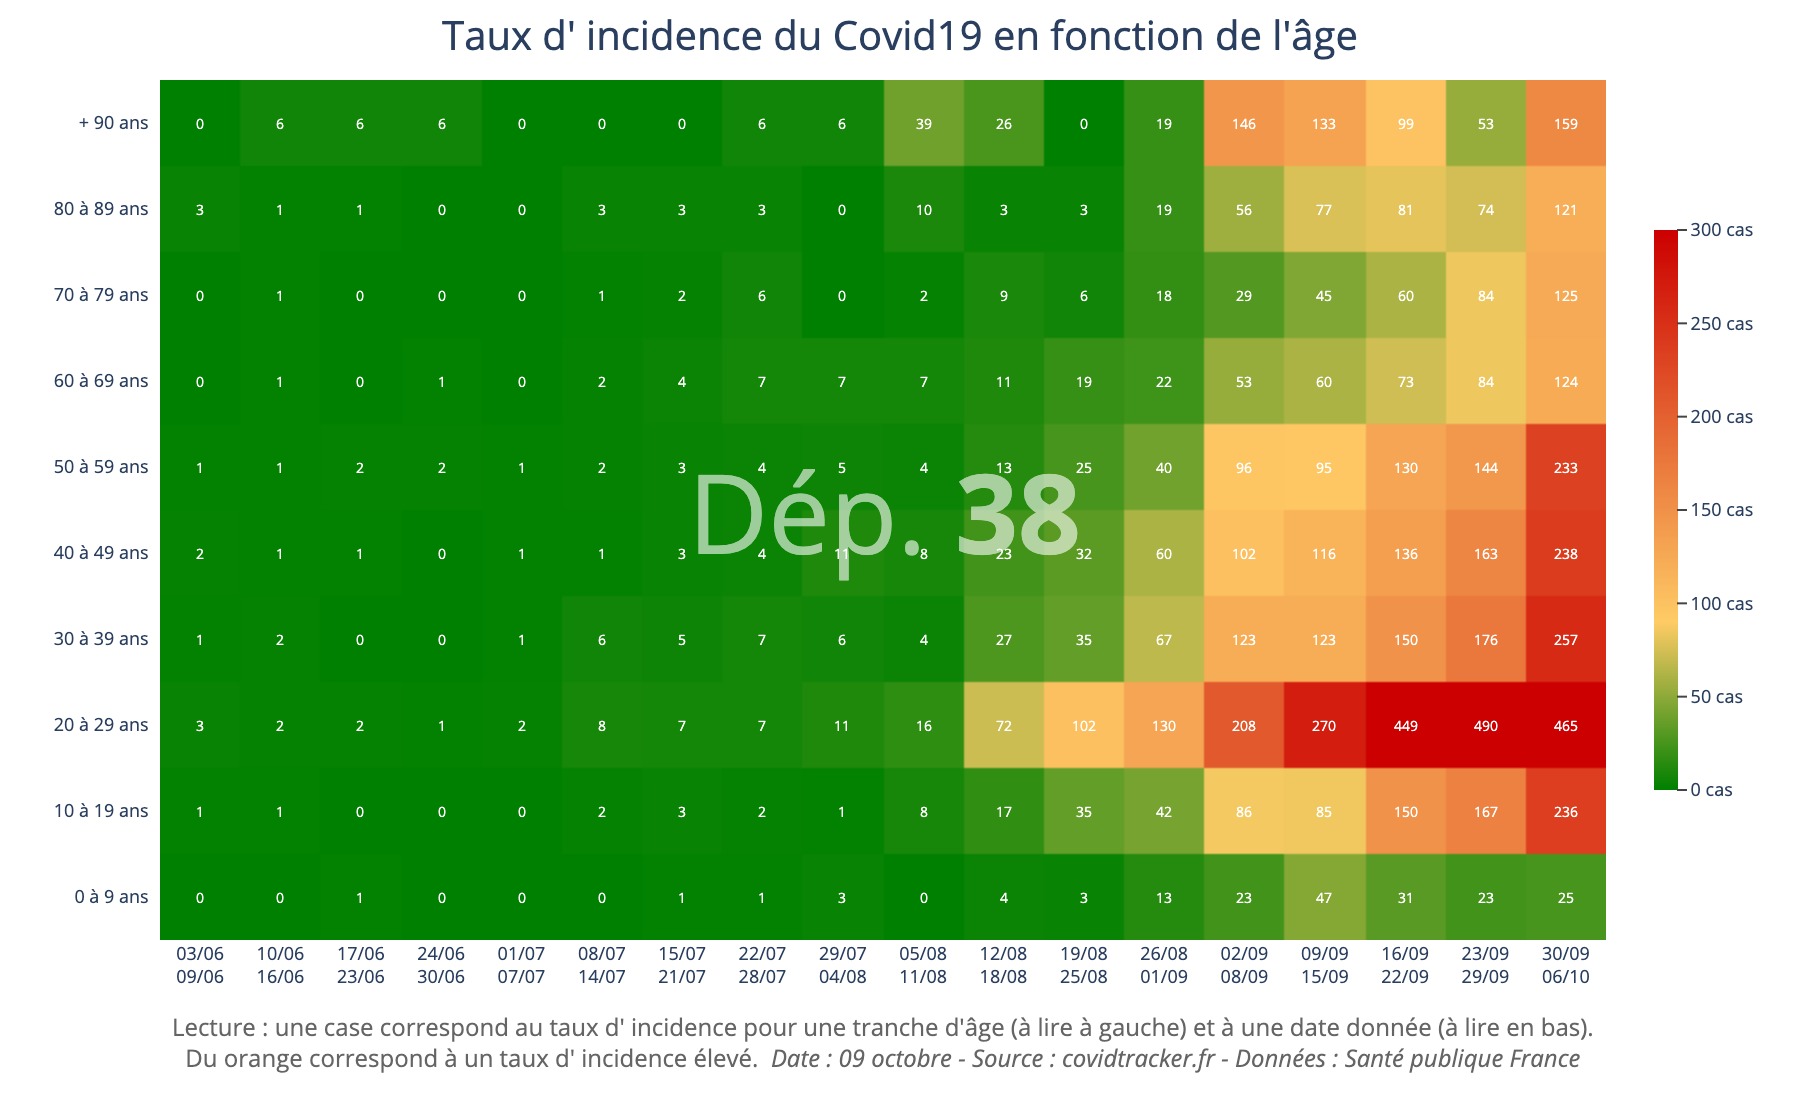 Taux d' incidence du Covid19 en fonction de l'âge
+ 90 ans 0 6 6 6 0 0 0 6 6 39 26 0 19 146 133 99 53 159
80 à 89 ans 3 1 1 0 0 3 3 3 0 10 3 3 19 56 77 81 74 121
70 à 79 ans 0 1 0 0 0 1 2 6 0 2 9 6 18 29 45 60 84 125
60 à 69 ans 0 1 0 1 0 2 4 7 7 7 11 19 22 53 60 73 84 124
50 à 59 ans 1 1 2 2 1 2 3 4 5 4 13 25 40 96 95 130 144 233
Dép. 38
40 à 49 ans 2 1 1 0 1 1 3 4 11 8 23 32 60 102 116 136 163 238
30 à 39 ans 1 2 0 0 1 6 5 7 6 4 27 35 67 123 123 150 176 257
20 à 29 ans 3 2 2 1 2 8 7 7 11 16 72 102 130 208 270 449 490 465
10 à 19 ans 1 1 0 0 0 2 3 2 1 8 17 35 42 86 85 150 167 236
0 à 9 ans 0 0 1 0 0 0 1 1 3 0 4 3 13 23 47 31 23 25
03/06 10/06 17/06 24/06 01/07 08/07 15/07 22/07 29/07 05/08 12/08 19/08 26/08 02/09 09/09 16/09 23/09 30/09
09/06 16/06 23/06 30/06 07/07 14/07 21/07 28/07 04/08 11/08 18/08 25/08 01/09 08/09 15/09 22/09 29/09 06/10
300 cas
250 cas
200 cas
150 cas
100 cas
50 cas
0 cas
Lecture : une case correspond au taux d' incidence pour une tranche d'âge (à lire à gauche) et à une date donnée (à lire en bas).
Du orange correspond à un taux d' incidence élevé. Date : 09 octobre - Source : covidtracker.fr - Données : Santé publique France